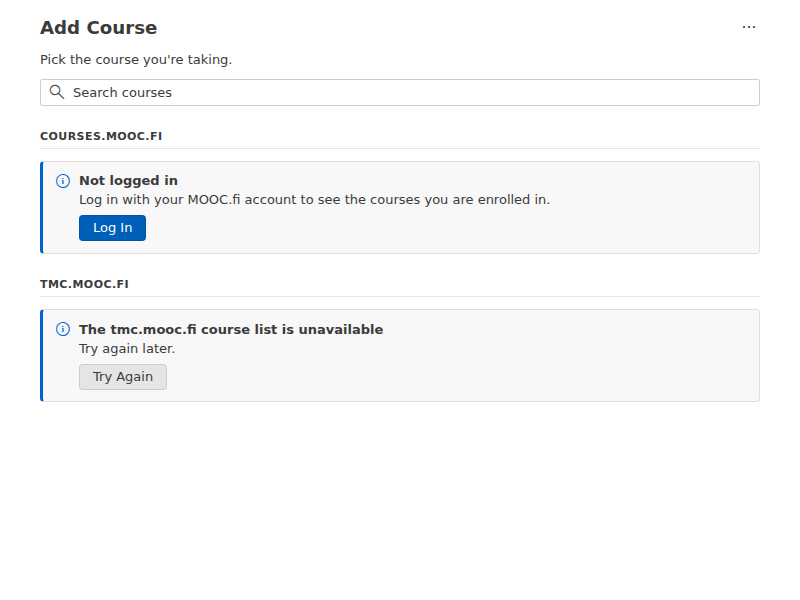 Add Course
Pick the course you're taking.
Search courses
COURSES.MOOC.FI
Not logged in
Log in with your MOOC.fi account to see the courses you are enrolled in.
Log In
TMC.MOOC.FI
The tmc.mooc.fi course list is unavailable
Try again later.
Try Again